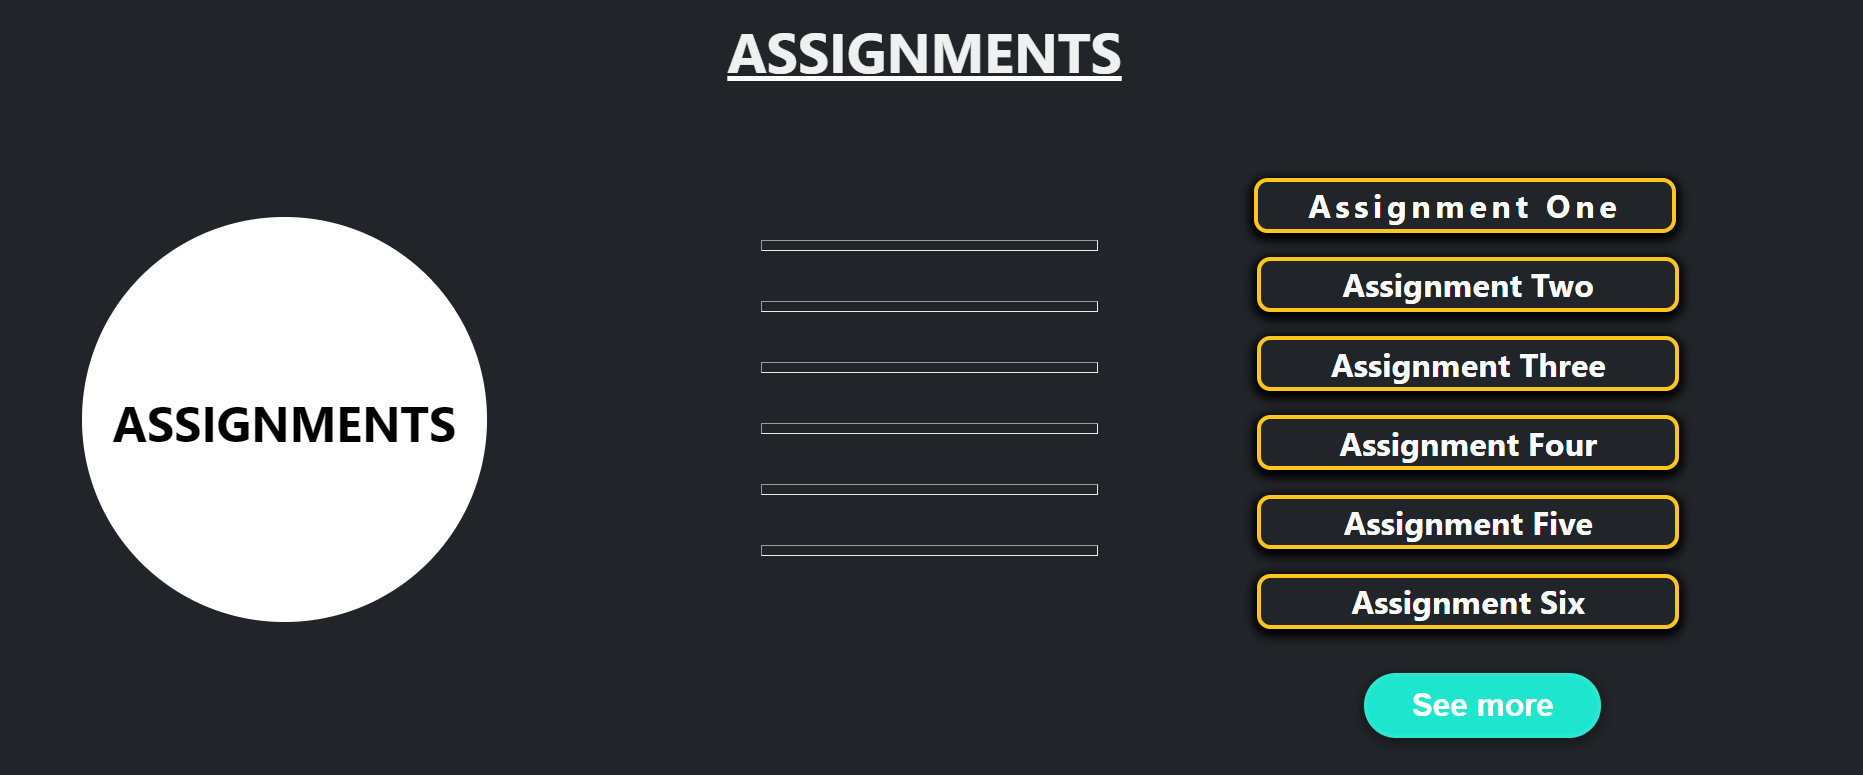 ASSIGNMENTS
ASSIGNMENTS
Assignment One
Assignment Two
Assignment Three
Assignment Four
Assignment Five
Assignment Six
See more